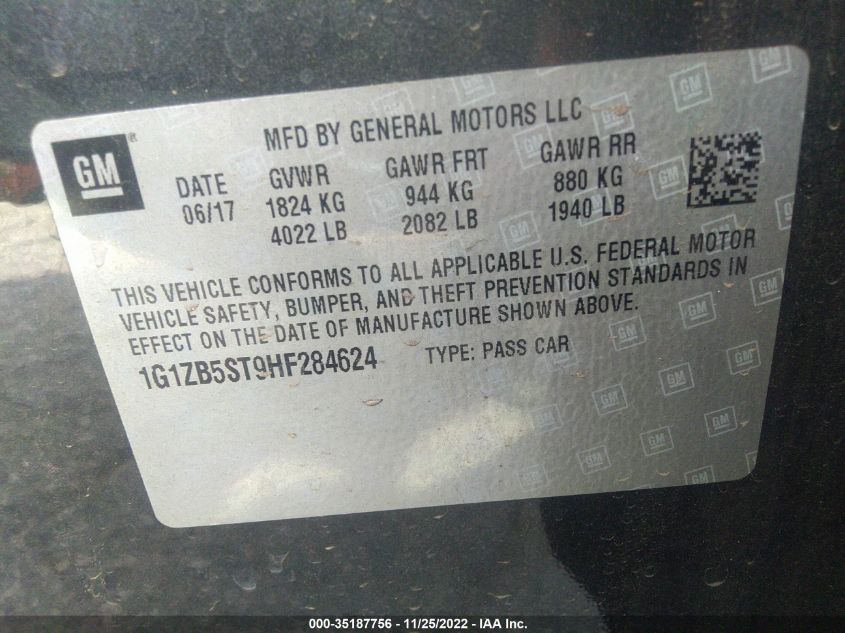 GM ®
MFD BY GENERAL MOTORS LLC
DATE GVWR GAWR FRT GAWR RR
06/17 1824 KG 944 KG 880 KG
4022 LB 2082 LB 1940 LB
THIS VEHICLE CONFORMS TO ALL APPLICABLE U.S. FEDERAL MOTOR
VEHICLE SAFETY, BUMPER, AND THEFT PREVENTION STANDARDS IN
EFFECT ON THE DATE OF MANUFACTURE SHOWN ABOVE.
1G1ZB5ST9HF284624 TYPE: PASS CAR
000-35187756 - 11/25/2022 - IAA Inc.